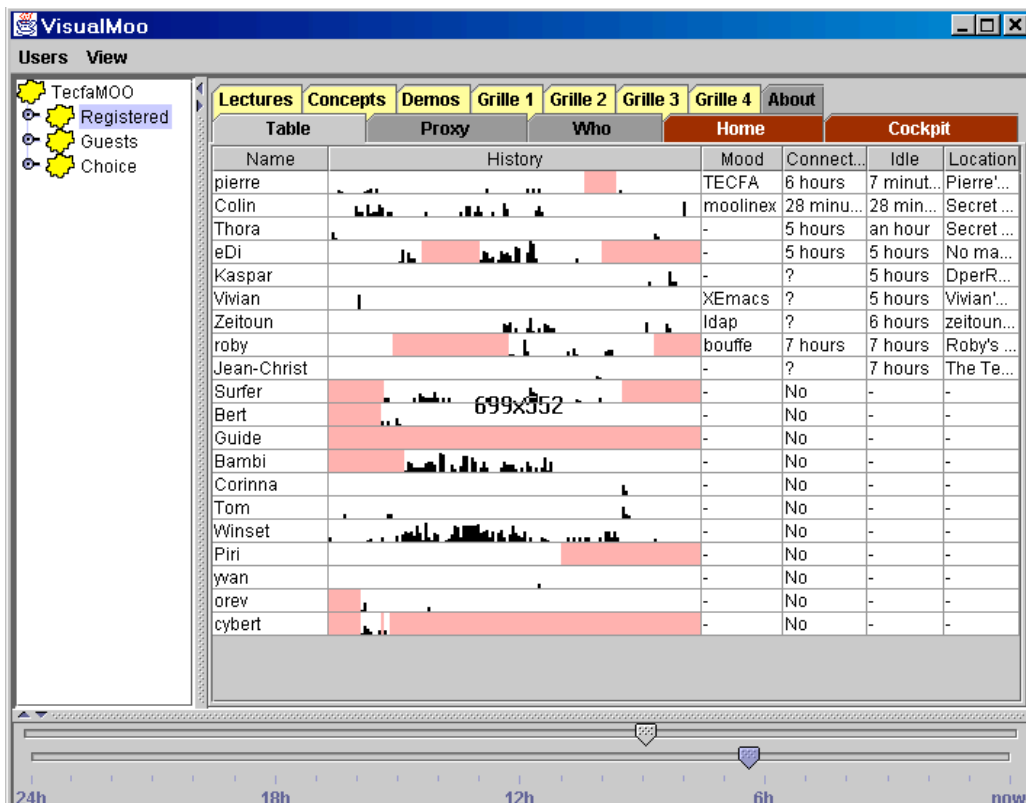 VisualMoo
Users View
TecfaMOO
Registered
Guests
Choice
Lectures Concepts Demos Grille 1 Grille 2 Grille 3 Grille 4 About
Table Proxy Who Home Cockpit
Name History Mood Connect... Idle Location
pierre TECFA 6 hours 7 minut... Pierre'...
Colin moolinex 28 minu... 28 min... Secret ...
Thora - 5 hours an hour Secret ...
eDi - 5 hours 5 hours No ma...
Kaspar - ? 5 hours DperR...
Vivian XEmacs ? 5 hours Vivian'...
Zeitoun ldap ? 6 hours zeitoun...
roby bouffe 7 hours 7 hours Roby's ...
Jean-Christ - ? 7 hours The Te...
Surfer - No - -
699x552
Bert - No - -
Guide - No - -
Bambi - No - -
Corinna - No - -
Tom - No - -
Winset - No - -
Piri - No - -
yvan - No - -
orev - No - -
cybert - No - -
24h 18h 12h 6h now